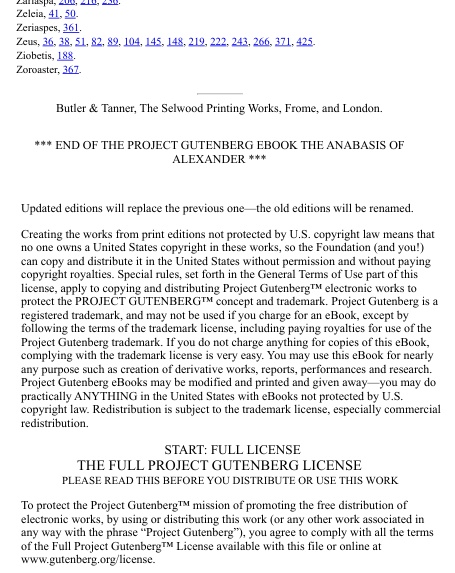 Zariaspa, 206, 216, 236.
Zeleia, 41, 50.
Zeriaspes, 361.
Zeus, 36, 38, 51, 82, 89, 104, 145, 148, 219, 222, 243, 266, 371, 425.
Ziobetis, 188.
Zoroaster, 367.
Butler & Tanner, The Selwood Printing Works, Frome, and London.
*** END OF THE PROJECT GUTENBERG EBOOK THE ANABASIS OF
ALEXANDER ***
Updated editions will replace the previous one—the old editions will be renamed.
Creating the works from print editions not protected by U.S. copyright law means that
no one owns a United States copyright in these works, so the Foundation (and you!)
can copy and distribute it in the United States without permission and without paying
copyright royalties. Special rules, set forth in the General Terms of Use part of this
license, apply to copying and distributing Project Gutenberg™ electronic works to
protect the PROJECT GUTENBERG™ concept and trademark. Project Gutenberg is a
registered trademark, and may not be used if you charge for an eBook, except by
following the terms of the trademark license, including paying royalties for use of the
Project Gutenberg trademark. If you do not charge anything for copies of this eBook,
complying with the trademark license is very easy. You may use this eBook for nearly
any purpose such as creation of derivative works, reports, performances and research.
Project Gutenberg eBooks may be modified and printed and given away—you may do
practically ANYTHING in the United States with eBooks not protected by U.S.
copyright law. Redistribution is subject to the trademark license, especially commercial
redistribution.
START: FULL LICENSE
THE FULL PROJECT GUTENBERG LICENSE
PLEASE READ THIS BEFORE YOU DISTRIBUTE OR USE THIS WORK
To protect the Project Gutenberg™ mission of promoting the free distribution of
electronic works, by using or distributing this work (or any other work associated in
any way with the phrase “Project Gutenberg”), you agree to comply with all the terms
of the Full Project Gutenberg™ License available with this file or online at
www.gutenberg.org/license.